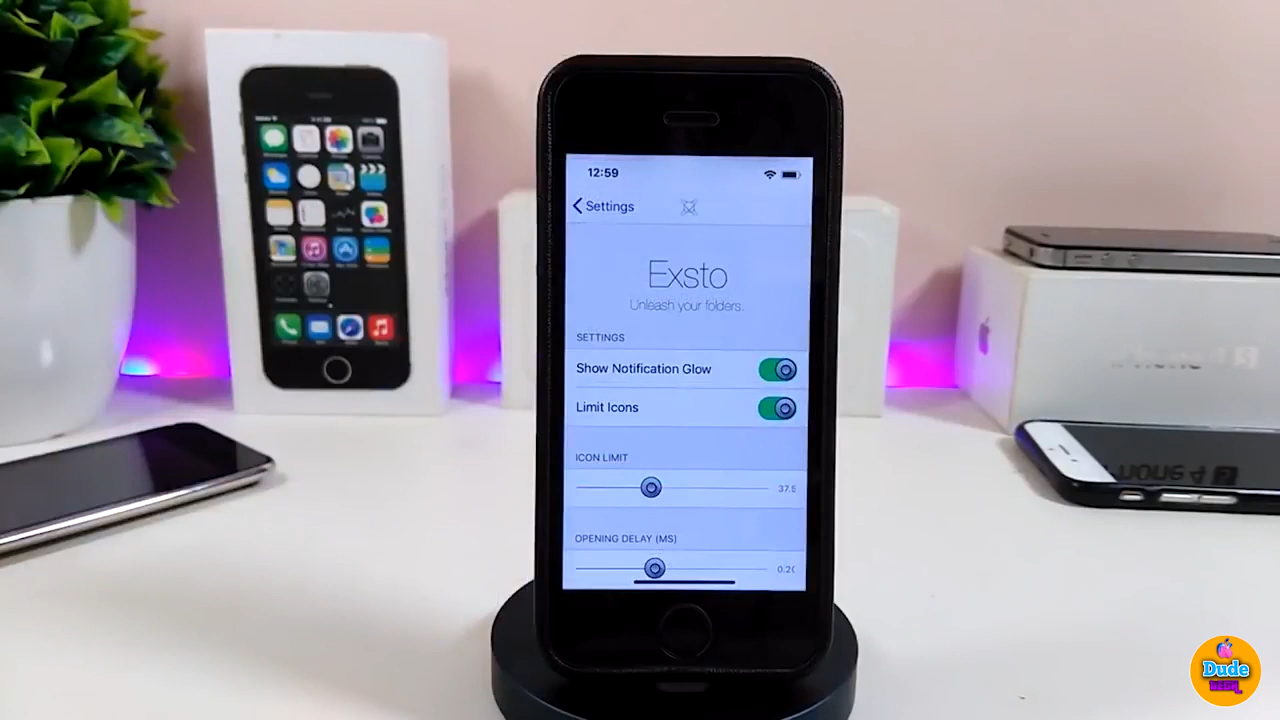 12:59
Settings
Exsto
Unleash your folders.
SETTINGS
Show Notification Glow
Limit Icons
ICON LIMIT
37.5
OPENING DELAY (MS)
0.20
Dude